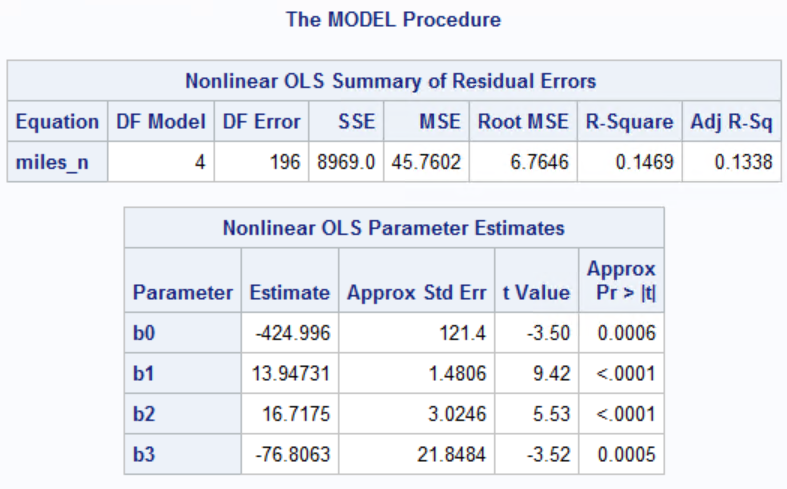 The MODEL Procedure
Nonlinear OLS Summary of Residual Errors
Equation DF Model DF Error SSE MSE Root MSE R-Square Adj R-Sq
miles_n 4 196 8969.0 45.7602 6.7646 0.1469 0.1338
Nonlinear OLS Parameter Estimates
Parameter Estimate Approx Std Err t Value Approx
Pr > |t|
b0 -424.996 121.4 -3.50 0.0006
b1 13.94731 1.4806 9.42 <.0001
b2 16.7175 3.0246 5.53 <.0001
b3 -76.8063 21.8484 -3.52 0.0005